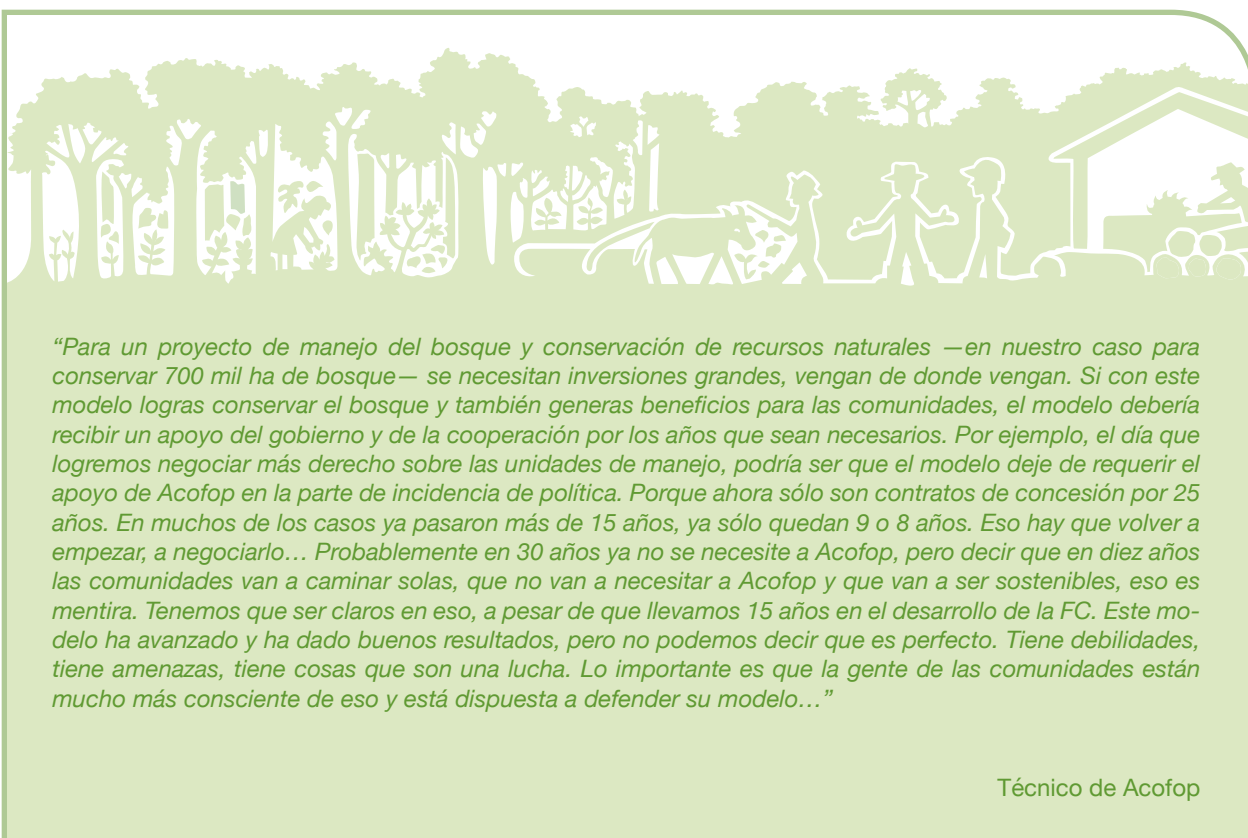 “Para un proyecto de manejo del bosque y conservación de recursos naturales —en nuestro caso para
conservar 700 mil ha de bosque— se necesitan inversiones grandes, vengan de donde vengan. Si con este
modelo logras conservar el bosque y también generas beneficios para las comunidades, el modelo debería
recibir un apoyo del gobierno y de la cooperación por los años que sean necesarios. Por ejemplo, el día que
logremos negociar más derecho sobre las unidades de manejo, podría ser que el modelo deje de requerir el
apoyo de Acofop en la parte de incidencia de política. Porque ahora sólo son contratos de concesión por 25
años. En muchos de los casos ya pasaron más de 15 años, ya sólo quedan 9 o 8 años. Eso hay que volver a
empezar, a negociarlo… Probablemente en 30 años ya no se necesite a Acofop, pero decir que en diez años
las comunidades van a caminar solas, que no van a necesitar a Acofop y que van a ser sostenibles, eso es
mentira. Tenemos que ser claros en eso, a pesar de que llevamos 15 años en el desarrollo de la FC. Este mo-
delo ha avanzado y ha dado buenos resultados, pero no podemos decir que es perfecto. Tiene debilidades,
tiene amenazas, tiene cosas que son una lucha. Lo importante es que la gente de las comunidades están
mucho más consciente de eso y está dispuesta a defender su modelo…”
Técnico de Acofop